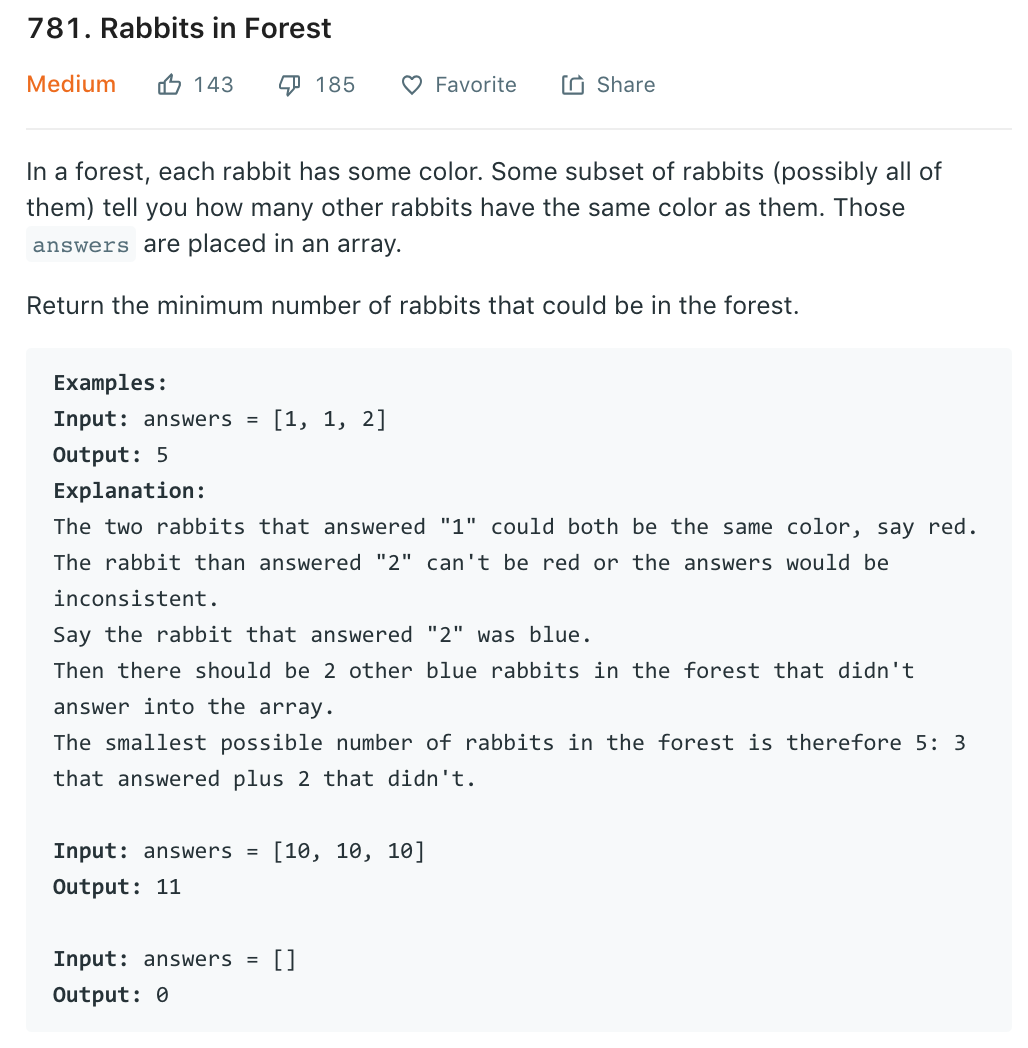 781. Rabbits in Forest
Medium 143 185 Favorite Share
In a forest, each rabbit has some color. Some subset of rabbits (possibly all of
them) tell you how many other rabbits have the same color as them. Those
answers are placed in an array.
Return the minimum number of rabbits that could be in the forest.
Examples:
Input: answers = [1, 1, 2]
Output: 5
Explanation:
The two rabbits that answered "1" could both be the same color, say red.
The rabbit than answered "2" can't be red or the answers would be
inconsistent.
Say the rabbit that answered "2" was blue.
Then there should be 2 other blue rabbits in the forest that didn't
answer into the array.
The smallest possible number of rabbits in the forest is therefore 5: 3
that answered plus 2 that didn't.
Input: answers = [10, 10, 10]
Output: 11
Input: answers = []
Output: 0